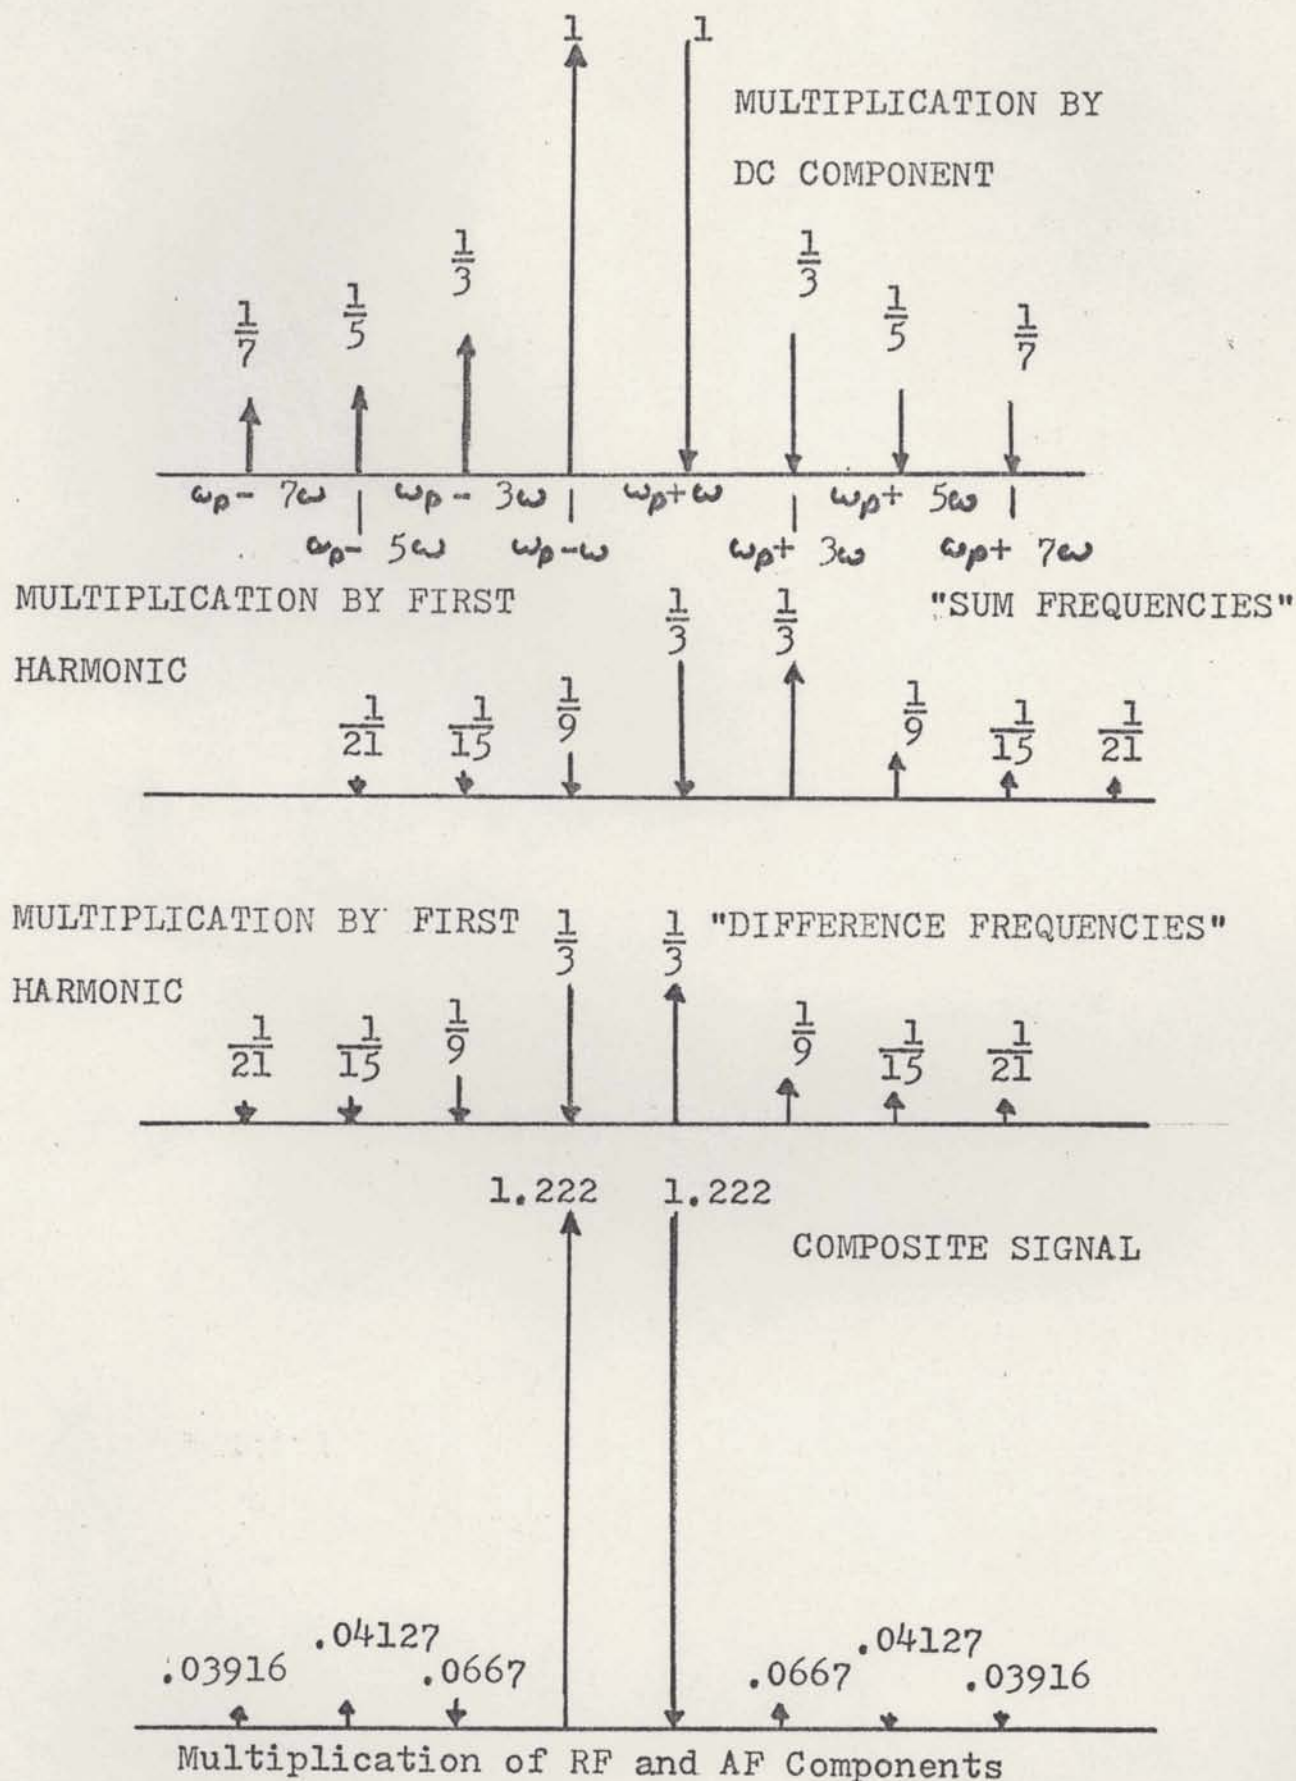 1 1
MULTIPLICATION BY
DC COMPONENT
1/7 1/5 1/3 1/3 1/5 1/7
ωp- 7ω ωp- 3ω ωp+ω ωp+ 5ω
ωp- 5ω ωp-ω ωp+ 3ω ωp+ 7ω
MULTIPLICATION BY FIRST 1/3 1/3 "SUM FREQUENCIES"
HARMONIC
1/21 1/15 1/9 1/9 1/15 1/21
MULTIPLICATION BY FIRST 1/3 1/3 "DIFFERENCE FREQUENCIES"
HARMONIC
1/21 1/15 1/9 1/9 1/15 1/21
1.222 1.222
COMPOSITE SIGNAL
.04127 .04127
.03916 .0667 .0667 .03916
Multiplication of RF and AF Components